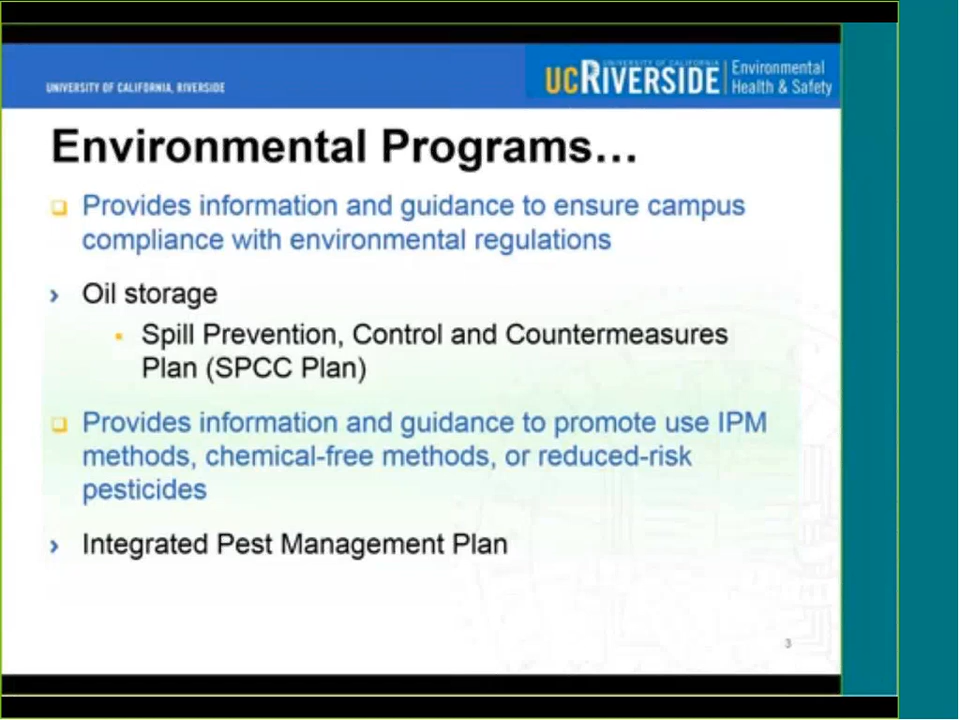 UNIVERSITY OF CALIFORNIA, RIVERSIDE
UNIVERSITY OF CALIFORNIA
UCRIVERSIDE
Environmental
Health & Safety
Environmental Programs...
Provides information and guidance to ensure campus
compliance with environmental regulations
Oil storage
Spill Prevention, Control and Countermeasures
Plan (SPCC Plan)
Provides information and guidance to promote use IPM
methods, chemical-free methods, or reduced-risk
pesticides
Integrated Pest Management Plan
3